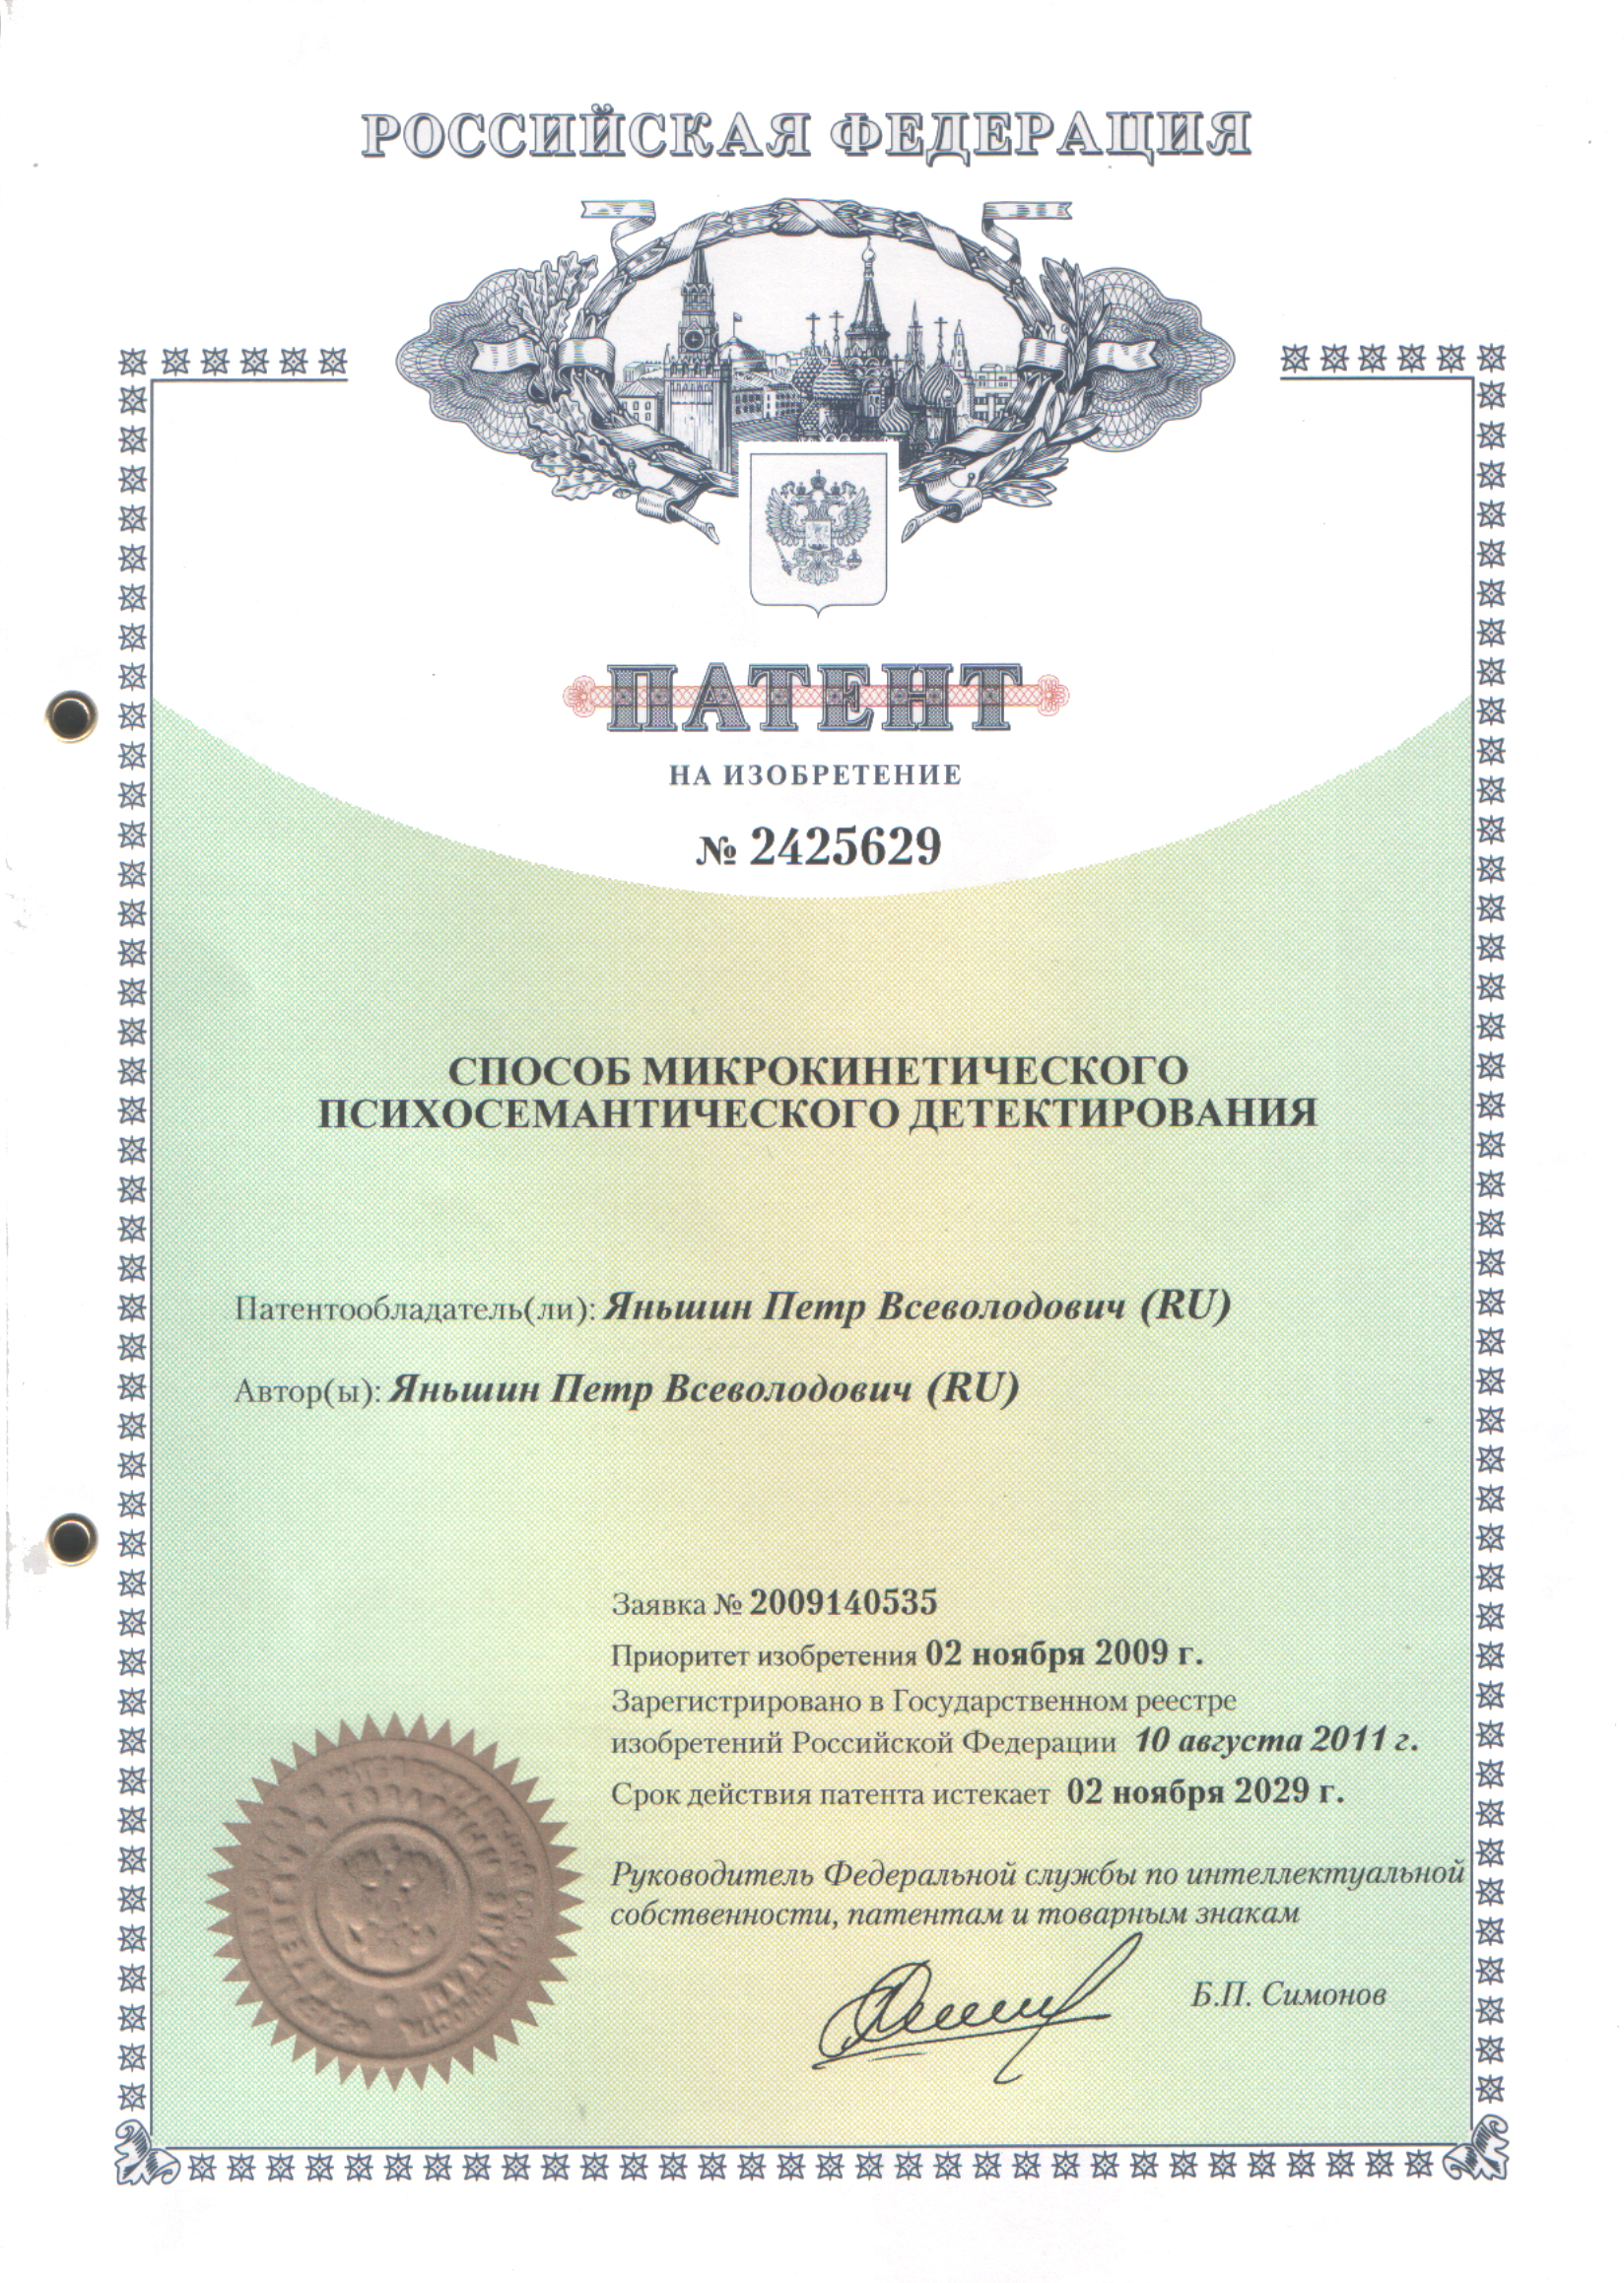 РОССИЙСКАЯ ФЕДЕРАЦИЯ
ПАТЕНТ
НА ИЗОБРЕТЕНИЕ
№ 2425629
СПОСОБ МИКРОКИНЕТИЧЕСКОГО
ПСИХОСЕМАНТИЧЕСКОГО ДЕТЕКТИРОВАНИЯ
Патентообладатель(ли): Яньшин Петр Всеволодович (RU)
Автор(ы): Яньшин Петр Всеволодович (RU)
Заявка № 2009140535
Приоритет изобретения 02 ноября 2009 г.
Зарегистрировано в Государственном реестре
изобретений Российской Федерации 10 августа 2011 г.
Срок действия патента истекает 02 ноября 2029 г.
Руководитель Федеральной службы по интеллектуальной
собственности, патентам и товарным знакам
Б.П. Симонов